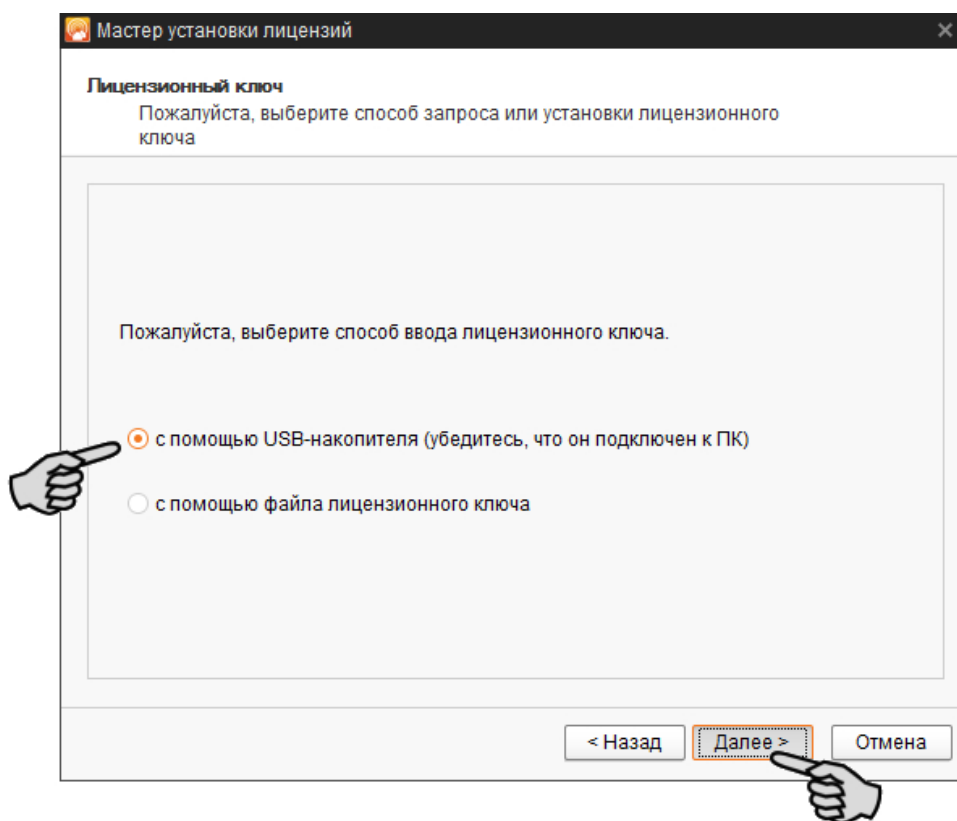 Мастер установки лицензий
Лицензионный ключ
Пожалуйста, выберите способ запроса или установки лицензионного
ключа
Пожалуйста, выберите способ ввода лицензионного ключа.
с помощью USB-накопителя (убедитесь, что он подключен к ПК)
с помощью файла лицензионного ключа
< Назад
Далее >
Отмена